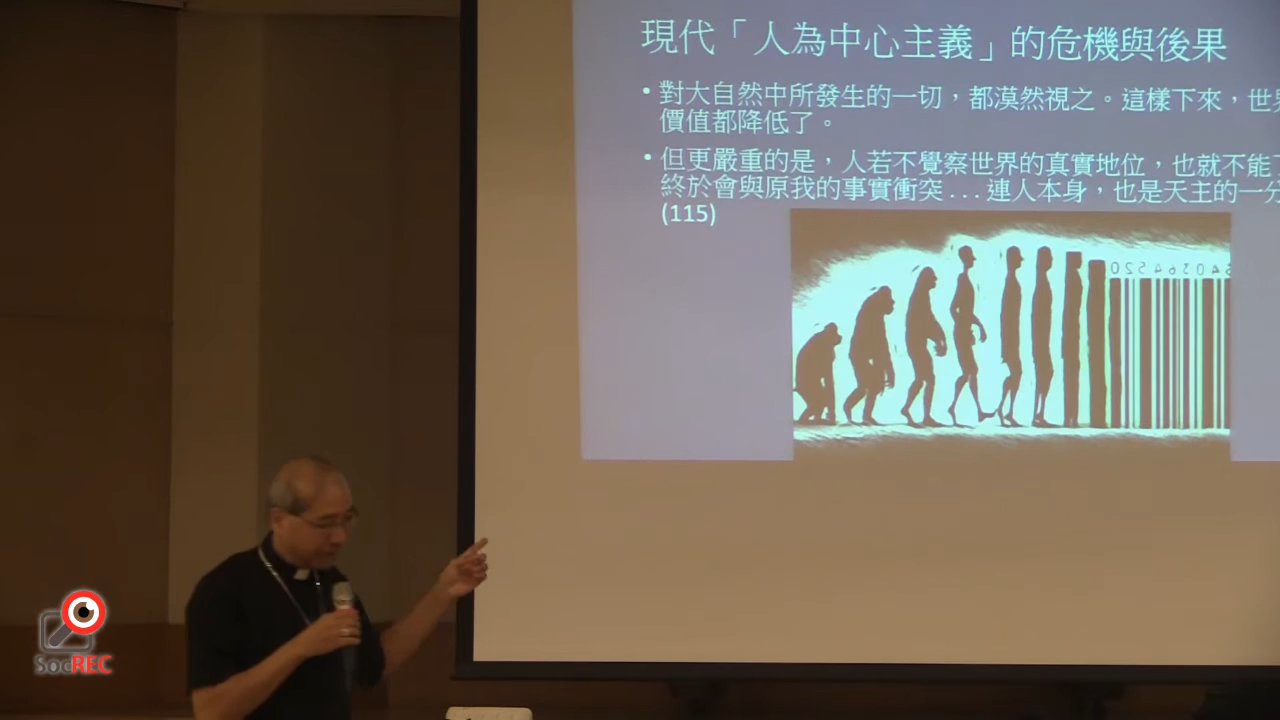 現代「人為中心主義」的危機與後果
• 對大自然中所發生的一切，都漠然視之。這樣下來，世界
價值都降低了。
• 但更嚴重的是，人若不覺察世界的真實地位，也就不能
終於會與原我的事實衝突...連人本身，也是天主的一分
(115)
SocREC